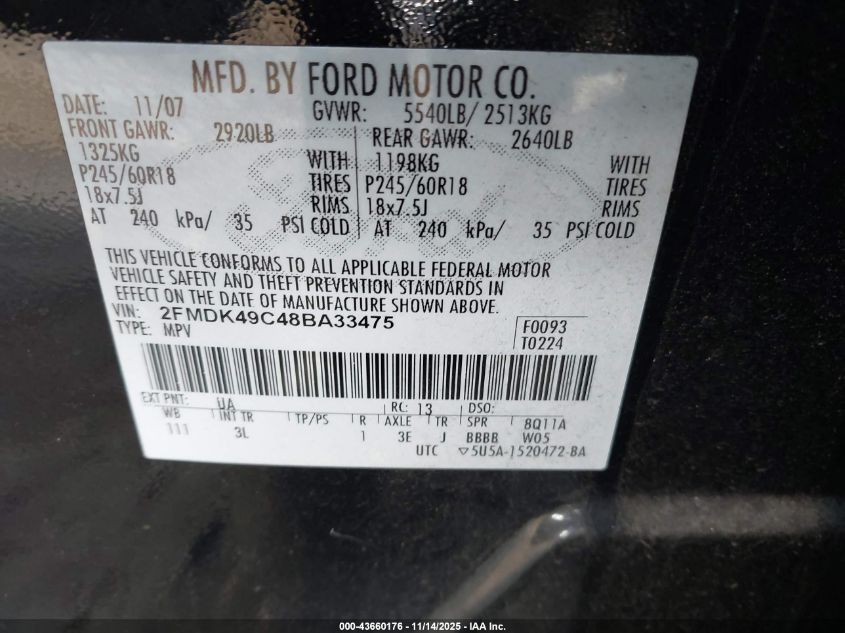 MFD. BY FORD MOTOR CO.
DATE: 11/07 GVWR: 5540LB/ 2513KG
FRONT GAWR: 2920LB REAR GAWR: 2640LB
1325KG WITH 1198KG WITH
P245/60R18 TIRES P245/60R18 TIRES
18x7.5J RIMS 18x7.5J RIMS
AT 240 kPa/ 35 PSI COLD AT 240 kPa/ 35 PSI COLD
THIS VEHICLE CONFORMS TO ALL APPLICABLE FEDERAL MOTOR
VEHICLE SAFETY AND THEFT PREVENTION STANDARDS IN
EFFECT ON THE DATE OF MANUFACTURE SHOWN ABOVE.
VIN: 2FMDK49C48BA33475 F0093
TYPE: MPV T0224
EXT PNT: UA RC: 13 DSO:
WB INT TR TP/PS R AXLE TR SPR 8Q11A
111 3L 1 3E J BBBB W05
UTC ▽5U5A-1520472-BA
000-43660176 - 11/14/2025 - IAA Inc.